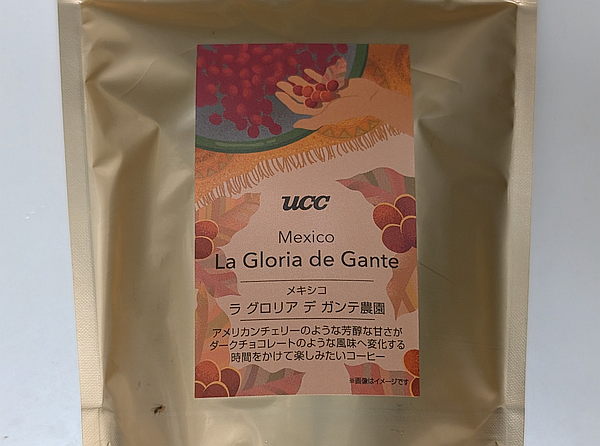 ucc
Mexico
La Gloria de Gante
メキシコ
ラ グロリア デ ガンテ農園
アメリカンチェリーのような芳醇な甘さが
ダークチョコレートのような風味へ変化する
時間をかけて楽しみたいコーヒー
※画像はイメージです